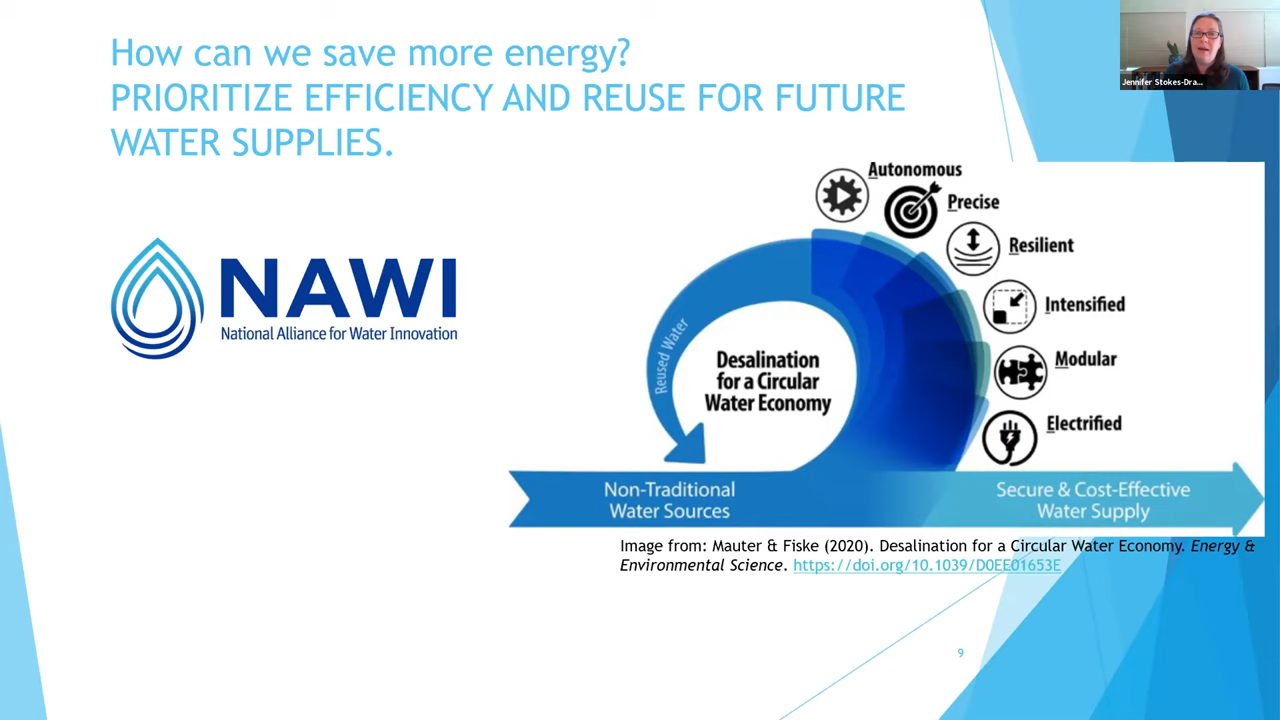 How can we save more energy?
PRIORITIZE EFFICIENCY AND REUSE FOR FUTURE
WATER SUPPLIES.
Jennifer Stokes-Dra...
NAWI
National Alliance for Water Innovation
Autonomous
Precise
Resilient
Intensified
Modular
Electrified
Reused Water
Desalination
for a Circular
Water Economy
Non-Traditional
Water Sources
Secure & Cost-Effective
Water Supply
Image from: Mauter & Fiske (2020). Desalination for a Circular Water Economy. Energy &
Environmental Science. https://doi.org/10.1039/D0EE01653E
9